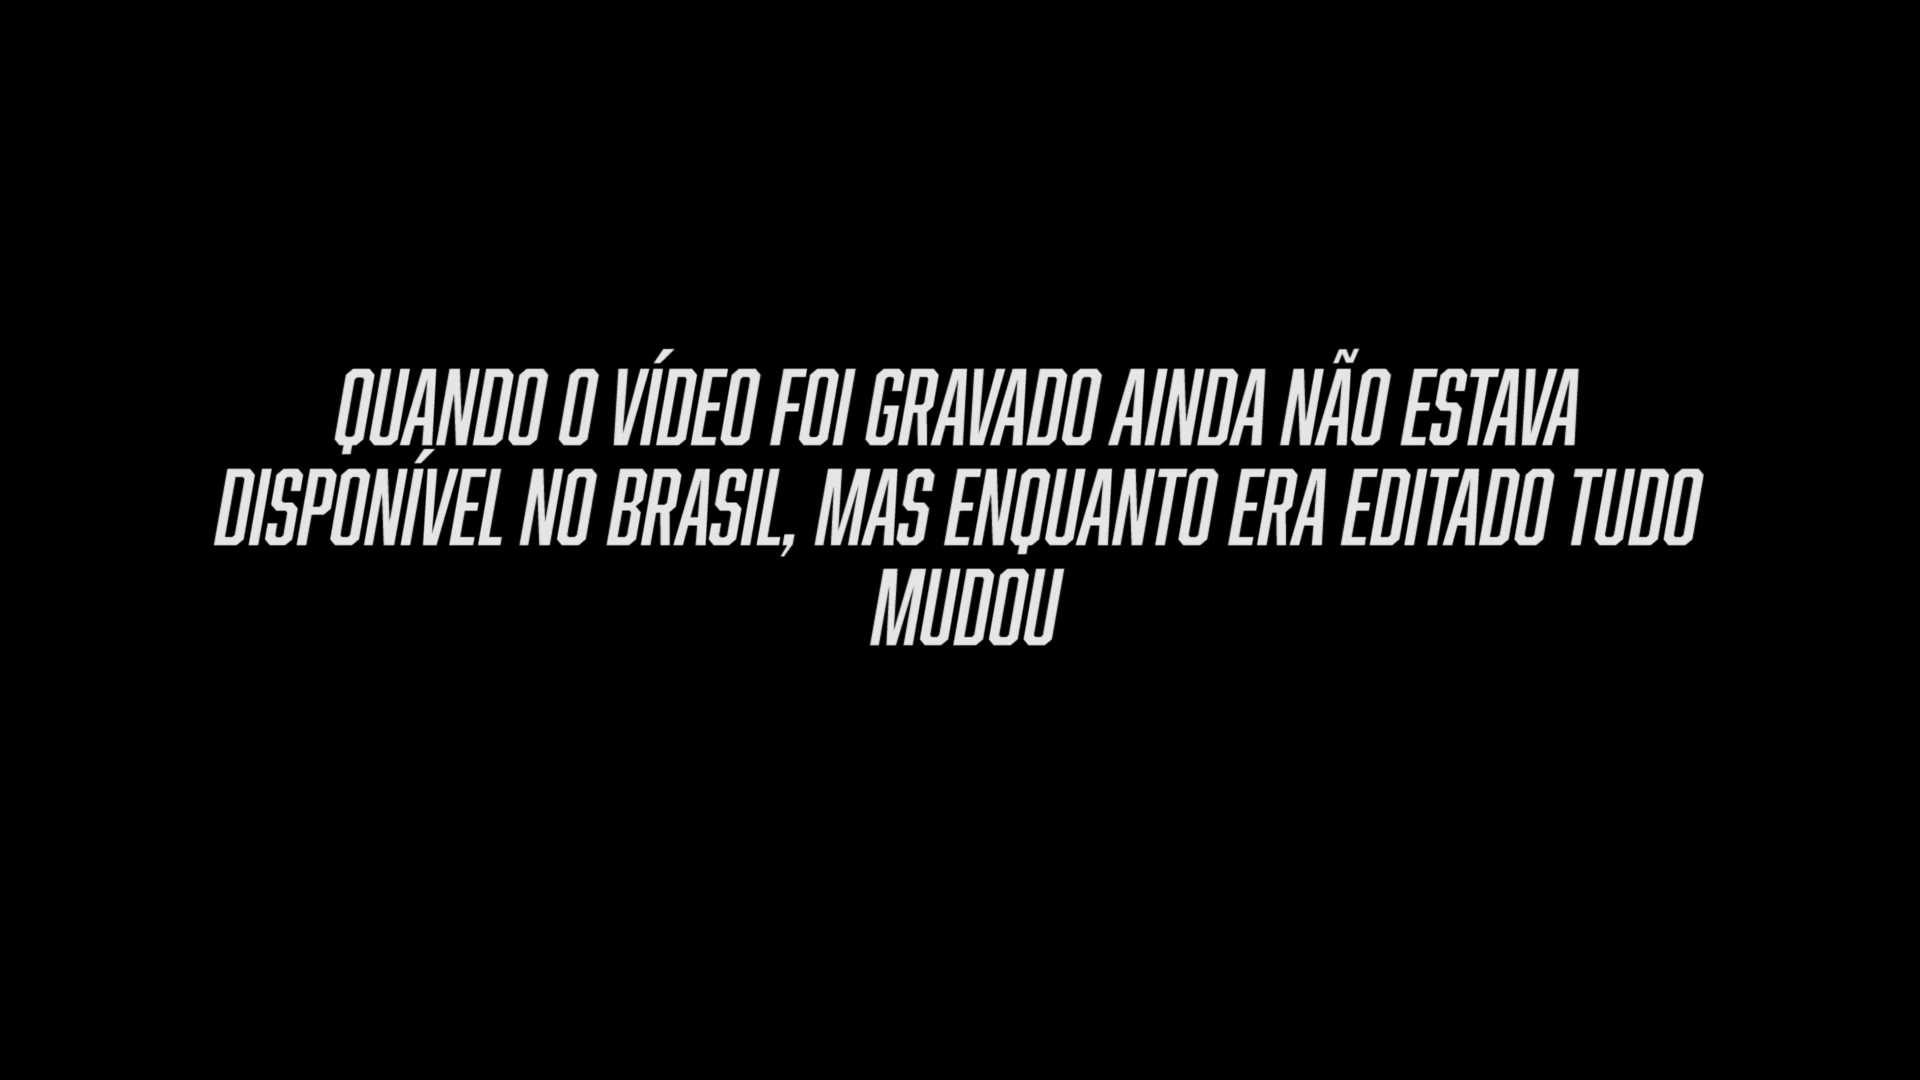 QUANDO O VÍDEO FOI GRAVADO AINDA NÃO ESTAVA
DISPONÍVEL NO BRASIL, MAS ENQUANTO ERA EDITADO TUDO
MUDOU